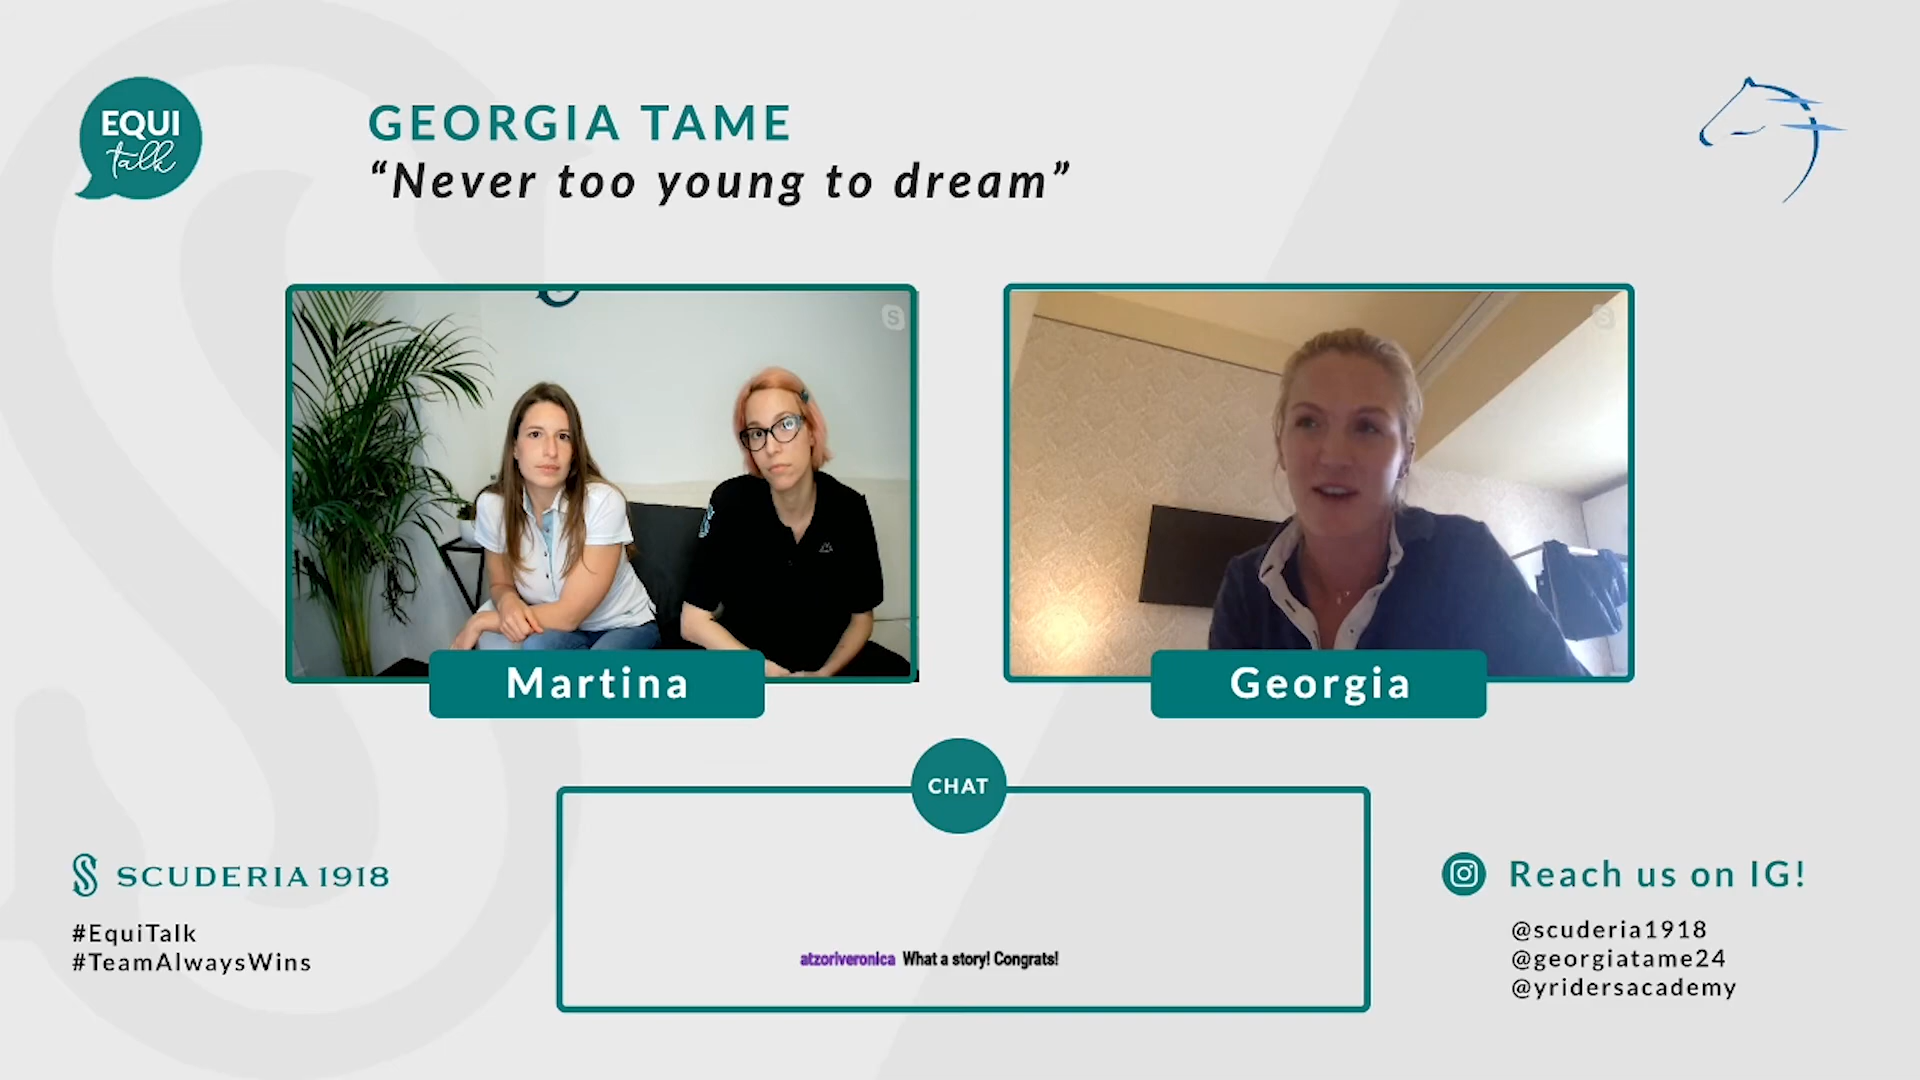 EQUI
talk
GEORGIA TAME
“Never too young to dream”
S
S
Martina
Georgia
CHAT
atzoriveronica What a story! Congrats!
SCUDERIA 1918
#EquiTalk
#TeamAlwaysWins
Reach us on IG!
@scuderia1918
@georgiatame24
@yridersacademy